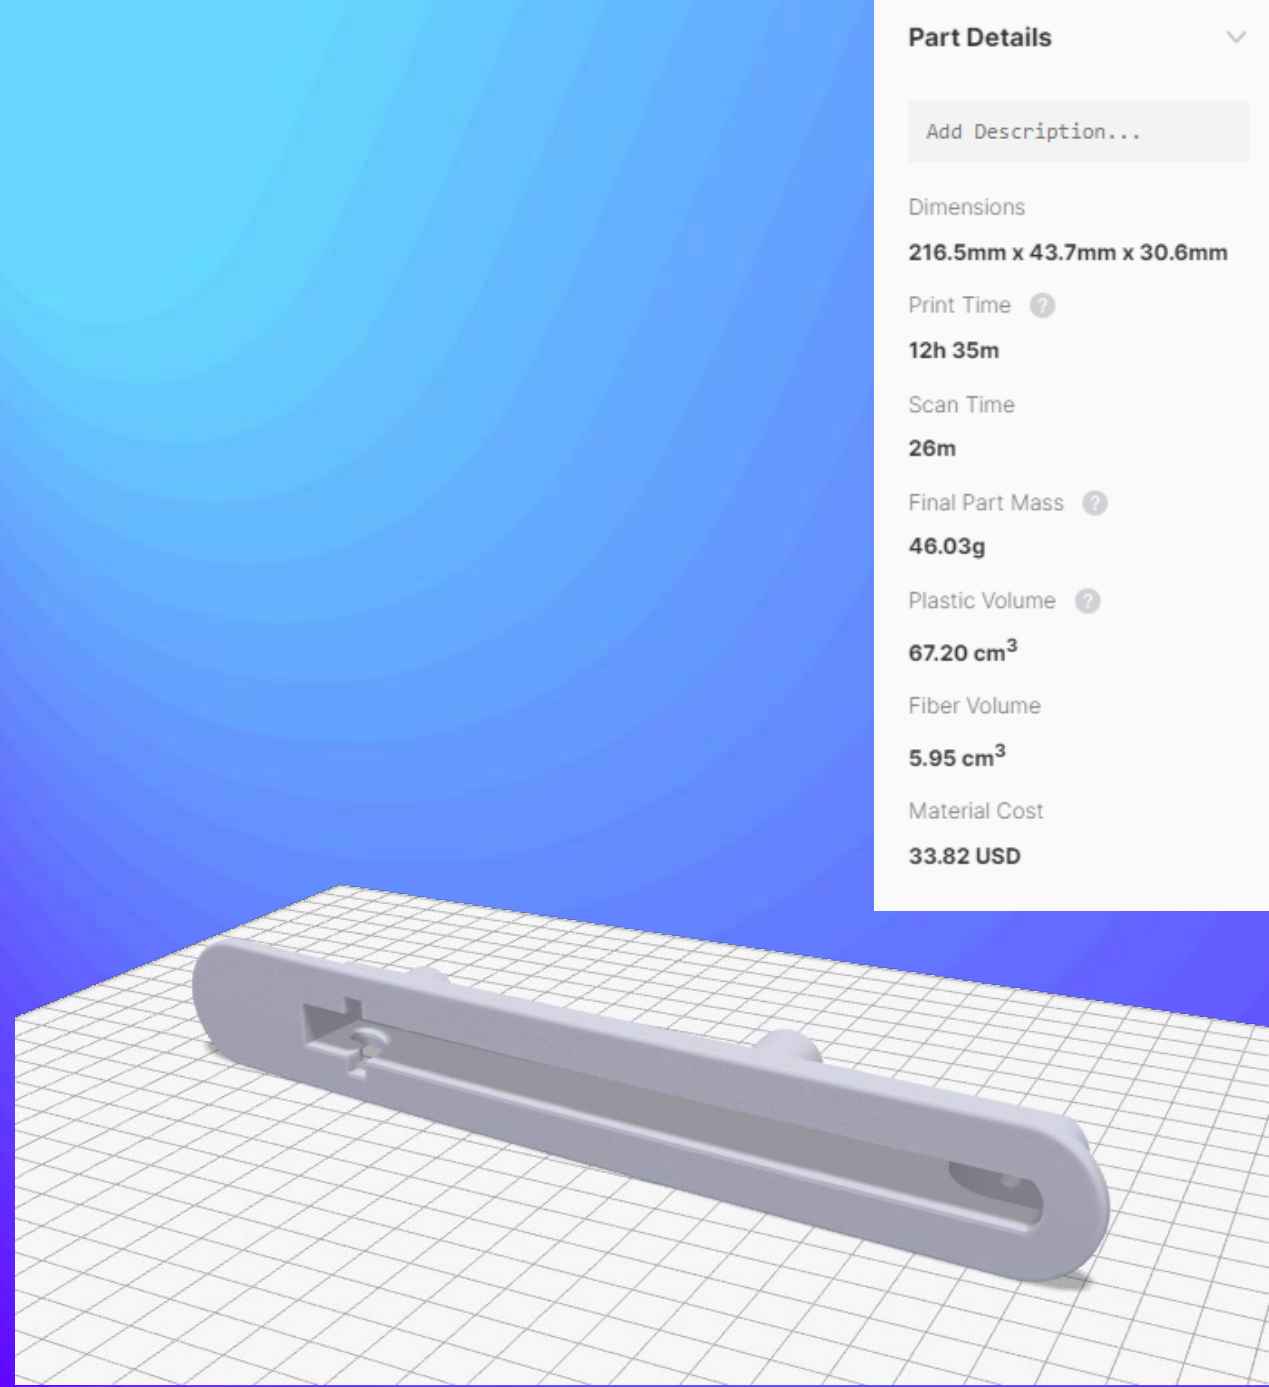 Part Details
Add Description...
Dimensions
216.5mm x 43.7mm x 30.6mm
Print Time ?
12h 35m
Scan Time
26m
Final Part Mass ?
46.03g
Plastic Volume ?
67.20 cm³
Fiber Volume
5.95 cm³
Material Cost
33.82 USD